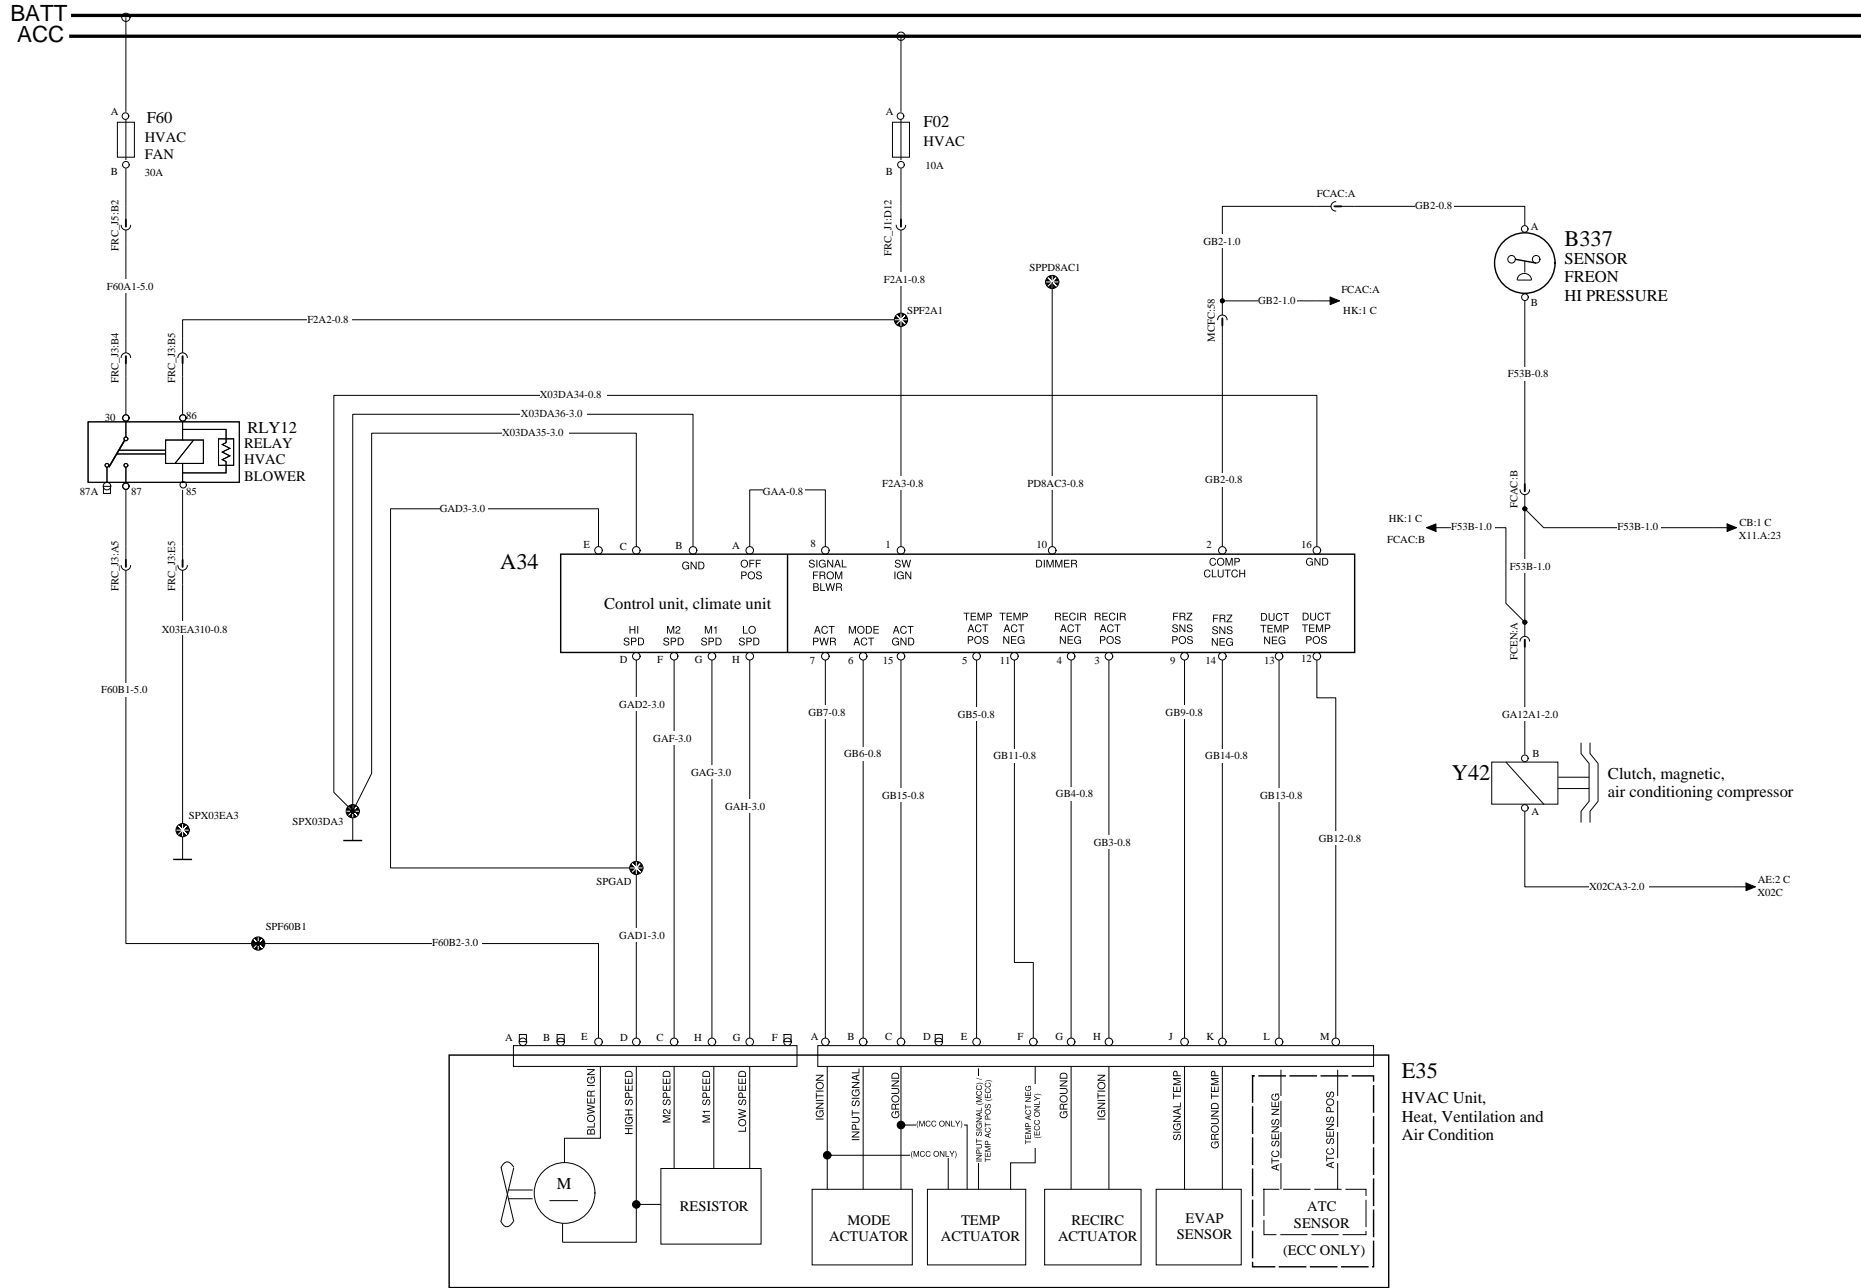 BATT
ACC
A
F60
HVAC
FAN
B
30A
FRC_J5:B2
F60A1-5.0
A
F02
HVAC
B
10A
FRC_J1:D12
F2A1-0.8
SPF2A1
F2A2-0.8
FRC_J3:B4
FRC_J3:B5
30
86
RLY12
RELAY
HVAC
BLOWER
87A
87
85
FRC_J3:A5
FRC_J3:E5
X03EA310-0.8
F60B1-5.0
SPX03EA3
SPF60B1
F60B2-3.0
X03DA34-0.8
X03DA36-3.0
X03DA35-3.0
GAD3-3.0
GAA-0.8
F2A3-0.8
SPPD8AC1
PD8AC3-0.8
FCAC:A
GB2-0.8
GB2-1.0
GB2-1.0
FCAC:A
HK:1 C
MCFC:58
GB2-0.8
A
B337
SENSOR
FREON
HI PRESSURE
B
F53B-0.8
FCAC:B
HK:1 C
FCAC:B
F53B-1.0
F53B-1.0
CB:1 C
X11.A:23
F53B-1.0
FCEN:A
GA12A1-2.0
B
Y42
Clutch, magnetic,
air conditioning compressor
A
X02CA3-2.0
AE:2 C
X02C
SPX03DA3
A34
E
C
B
A
8
1
10
2
16
GND
OFF
POS
SIGNAL
FROM
BLWR
SW
IGN
DIMMER
COMP
CLUTCH
GND
Control unit, climate unit
HI
SPD
M2
SPD
M1
SPD
LO
SPD
ACT
PWR
MODE
ACT
ACT
GND
TEMP
ACT
POS
TEMP
ACT
NEG
RECIR
ACT
NEG
RECIR
ACT
POS
FRZ
SNS
POS
FRZ
SNS
NEG
DUCT
TEMP
NEG
DUCT
TEMP
POS
D
F
G
H
7
6
15
5
11
4
3
9
14
13
12
GAD2-3.0
GAF-3.0
GAG-3.0
GAH-3.0
GB7-0.8
GB6-0.8
GB15-0.8
GB5-0.8
GB11-0.8
GB4-0.8
GB3-0.8
GB9-0.8
GB14-0.8
GB13-0.8
GB12-0.8
SPGAD
GAD1-3.0
A
B
E
D
C
H
G
F
A
B
C
D
E
F
G
H
J
K
L
M
E35
HVAC Unit,
Heat, Ventilation and
Air Condition
BLOWER IGN
HIGH SPEED
M2 SPEED
M1 SPEED
LOW SPEED
IGNITION
INPUT SIGNAL
GROUND
(MCC ONLY)
(MCC ONLY)
INPUT SIGNAL (MCC) /
TEMP ACT POS (ECC)
TEMP ACT NEG
(ECC ONLY)
GROUND
IGNITION
SIGNAL TEMP
GROUND TEMP
ATC SENS NEG
ATC SENS POS
M
RESISTOR
MODE
ACTUATOR
TEMP
ACTUATOR
RECIRC
ACTUATOR
EVAP
SENSOR
ATC
SENSOR
(ECC ONLY)